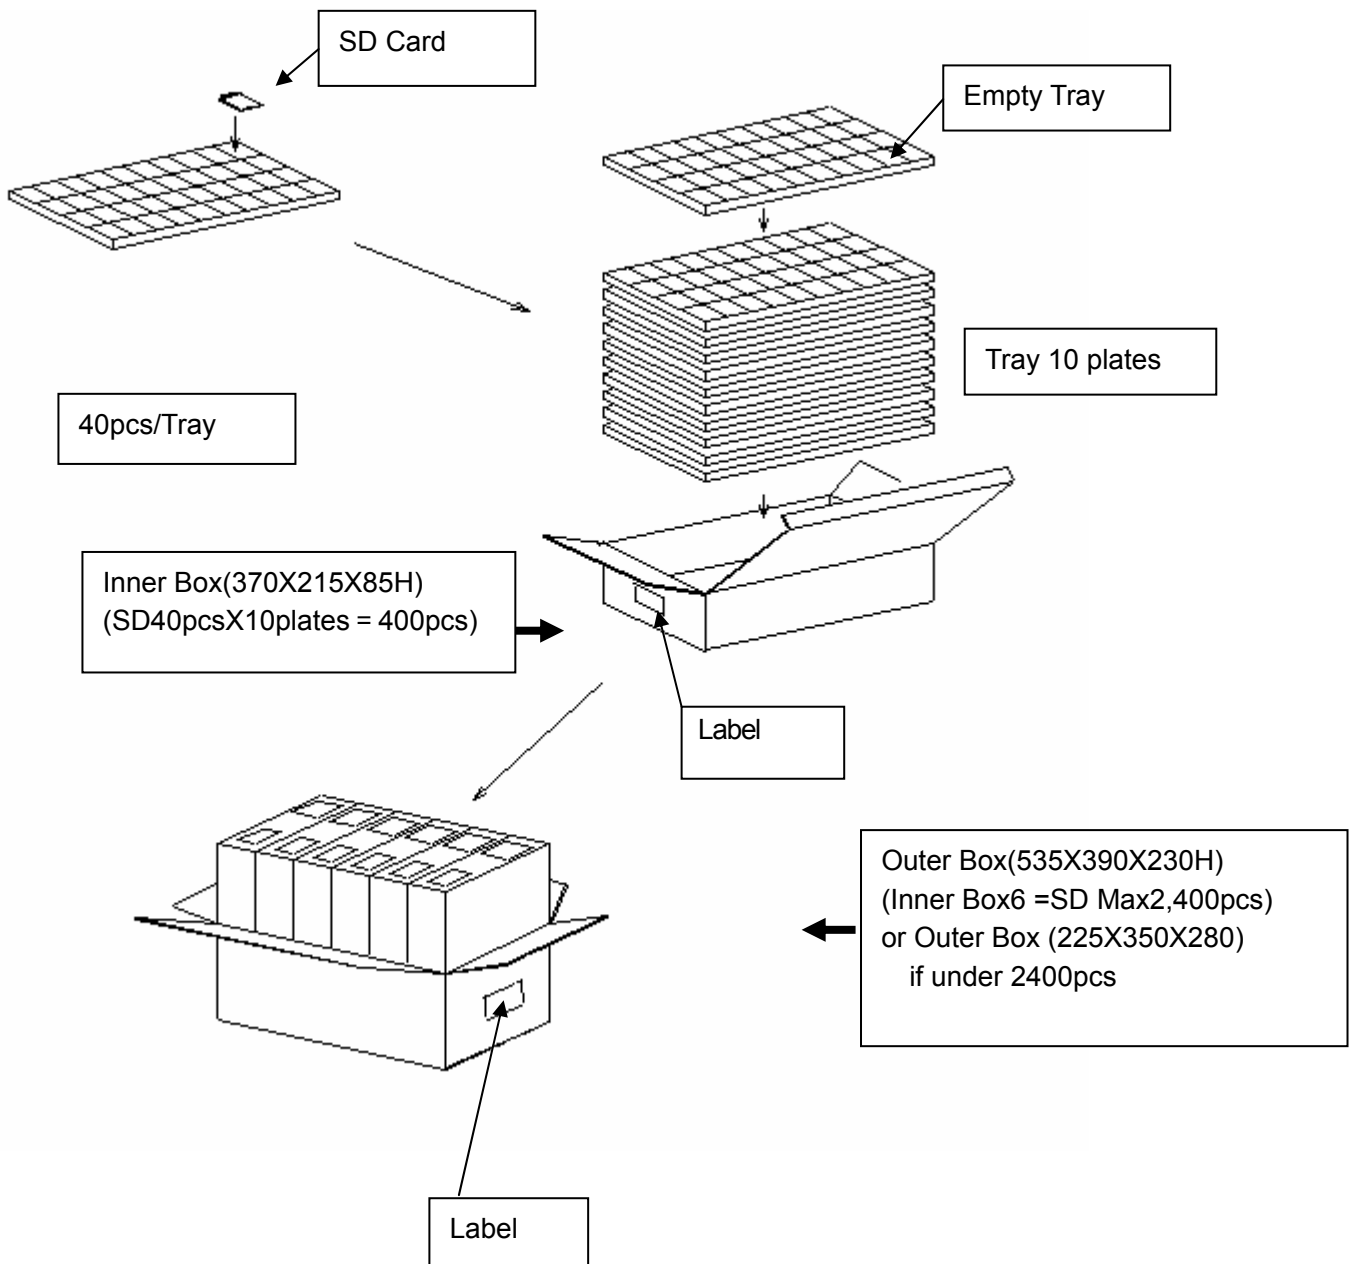 SD Card
Empty Tray
Tray 10 plates
40pcs/Tray
Inner Box(370X215X85H)
(SD40pcsX10plates = 400pcs)
Label
Outer Box(535X390X230H)
(Inner Box6 =SD Max2,400pcs)
or Outer Box (225X350X280)
if under 2400pcs
Label